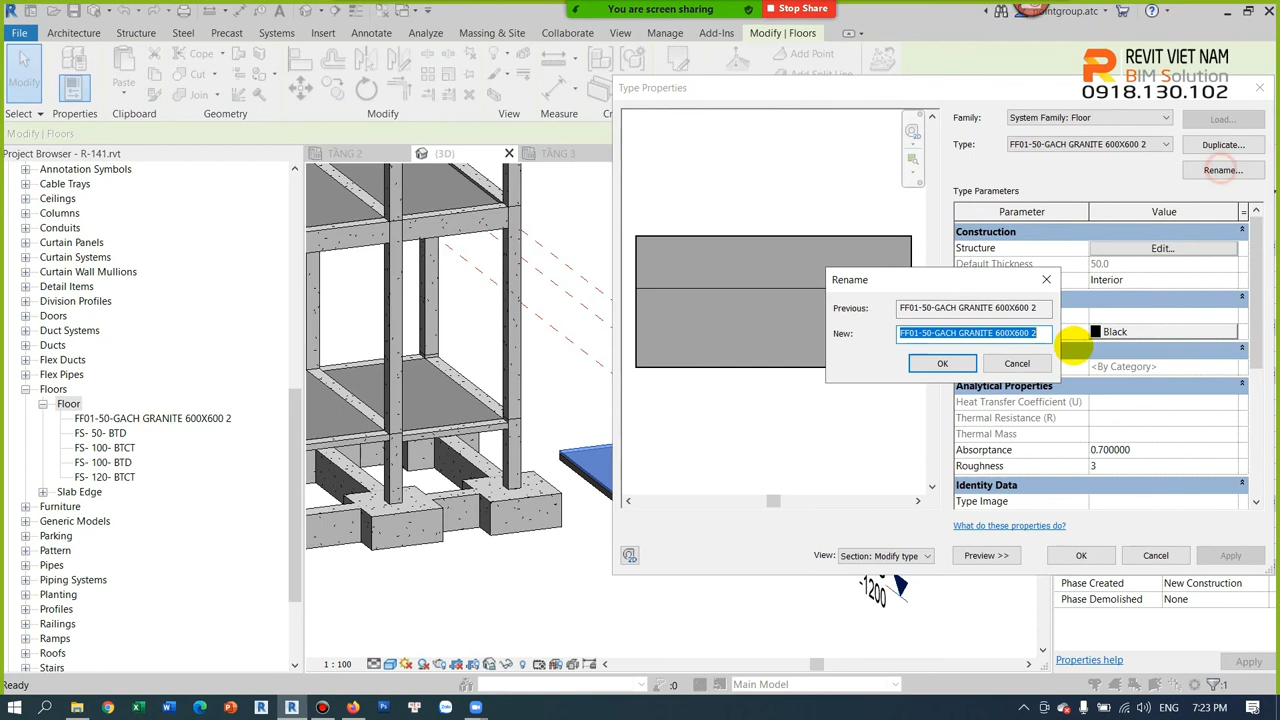 You are screen sharing
Stop Share
pointgroup.atc
File
Architecture
Structure
Steel
Precast
Systems
Insert
Annotate
Analyze
Massing & Site
Collaborate
View
Manage
Add-Ins
Modify | Floors
REVIT VIET NAM
BIM Solution
0918.130.102
Modify
Paste
Cope
Cut
Join
Add Point
Add Split Line
Select
Properties
Clipboard
Geometry
Modify
View
Measure
Modify | Floors
Project Browser - R-141.rvt
TẦNG 2
{3D}
TẦNG 3
Annotation Symbols
Cable Trays
Ceilings
Columns
Conduits
Curtain Panels
Curtain Systems
Curtain Wall Mullions
Detail Items
Division Profiles
Doors
Duct Systems
Ducts
Flex Ducts
Flex Pipes
Floors
Floor
FF01-50-GACH GRANITE 600X600 2
FS- 50- BTD
FS- 100- BTCT
FS- 100- BTD
FS- 120- BTCT
Slab Edge
Furniture
Generic Models
Parking
Pattern
Pipes
Piping Systems
Planting
Profiles
Railings
Ramps
Roofs
Stairs
Type Properties
Family:
System Family: Floor
Load...
Type:
FF01-50-GACH GRANITE 600X600 2
Duplicate...
Rename...
Type Parameters
Parameter
Value
=
Construction
Structure
Edit...
Default Thickness
50.0
Interior
Black
<By Category>
Analytical Properties
Heat Transfer Coefficient (U)
Thermal Resistance (R)
Thermal Mass
Absorptance
0.700000
Roughness
3
Identity Data
Type Image
What do these properties do?
View:
Section: Modify type
Preview >>
OK
Cancel
Apply
Rename
Previous:
FF01-50-GACH GRANITE 600X600 2
New:
FF01-50-GACH GRANITE 600X600 2
OK
Cancel
-1200
Phase Created
New Construction
Phase Demolished
None
Properties help
Apply
1 : 100
Ready
:0
Main Model
:1
ENG
7:23 PM